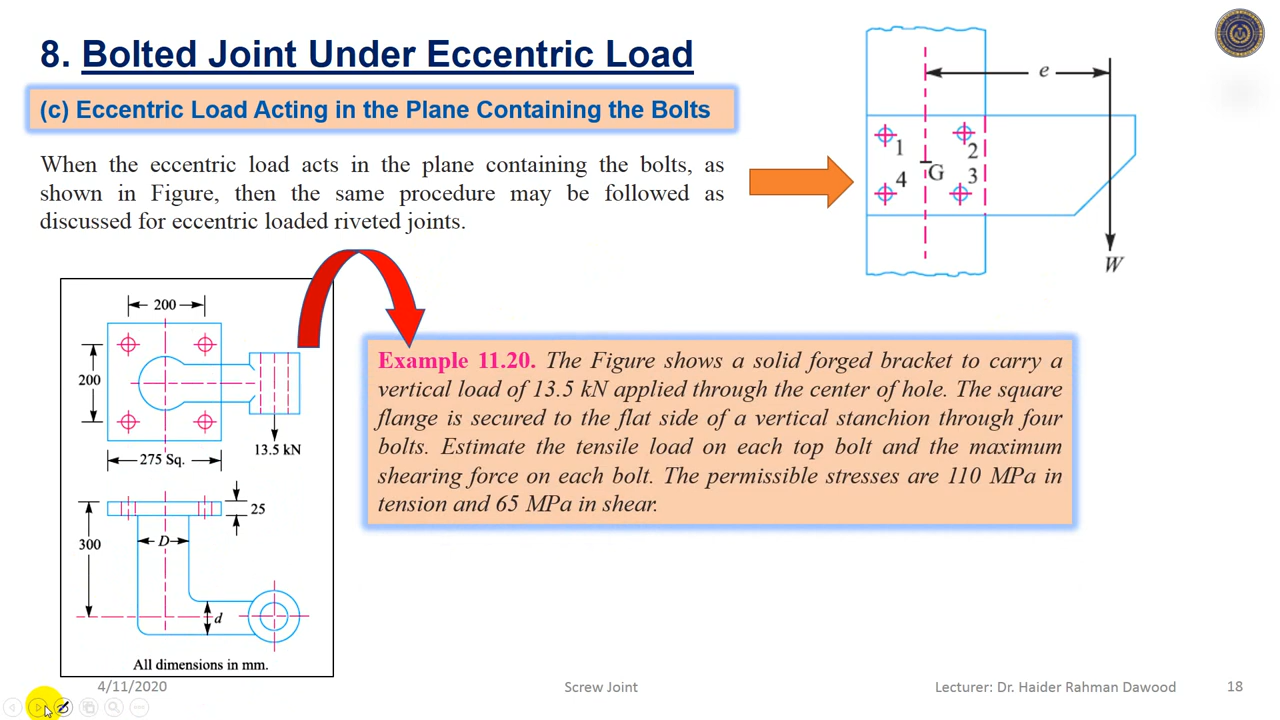 8. Bolted Joint Under Eccentric Load
(c) Eccentric Load Acting in the Plane Containing the Bolts
When the eccentric load acts in the plane containing the bolts, as
shown in Figure, then the same procedure may be followed as
discussed for eccentric loaded riveted joints.
e
1
2
G
4
3
W
200
200
13.5 kN
275 Sq.
25
300
D
d
All dimensions in mm.
Example 11.20. The Figure shows a solid forged bracket to carry a
vertical load of 13.5 kN applied through the center of hole. The square
flange is secured to the flat side of a vertical stanchion through four
bolts. Estimate the tensile load on each top bolt and the maximum
shearing force on each bolt. The permissible stresses are 110 MPa in
tension and 65 MPa in shear.
4/11/2020
Screw Joint
Lecturer: Dr. Haider Rahman Dawood
18